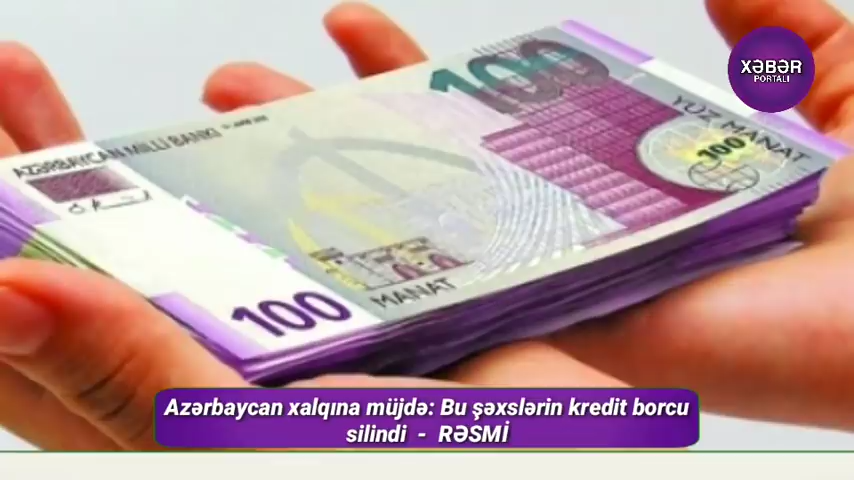 XƏBƏR
PORTALI
100
AZƏRBAYCAN MİLLİ BANKI
YÜZ MANAT
100
100
MANAT
Azərbaycan xalqına müjdə: Bu şəxslərin kredit borcu
silindi - RƏSMİ